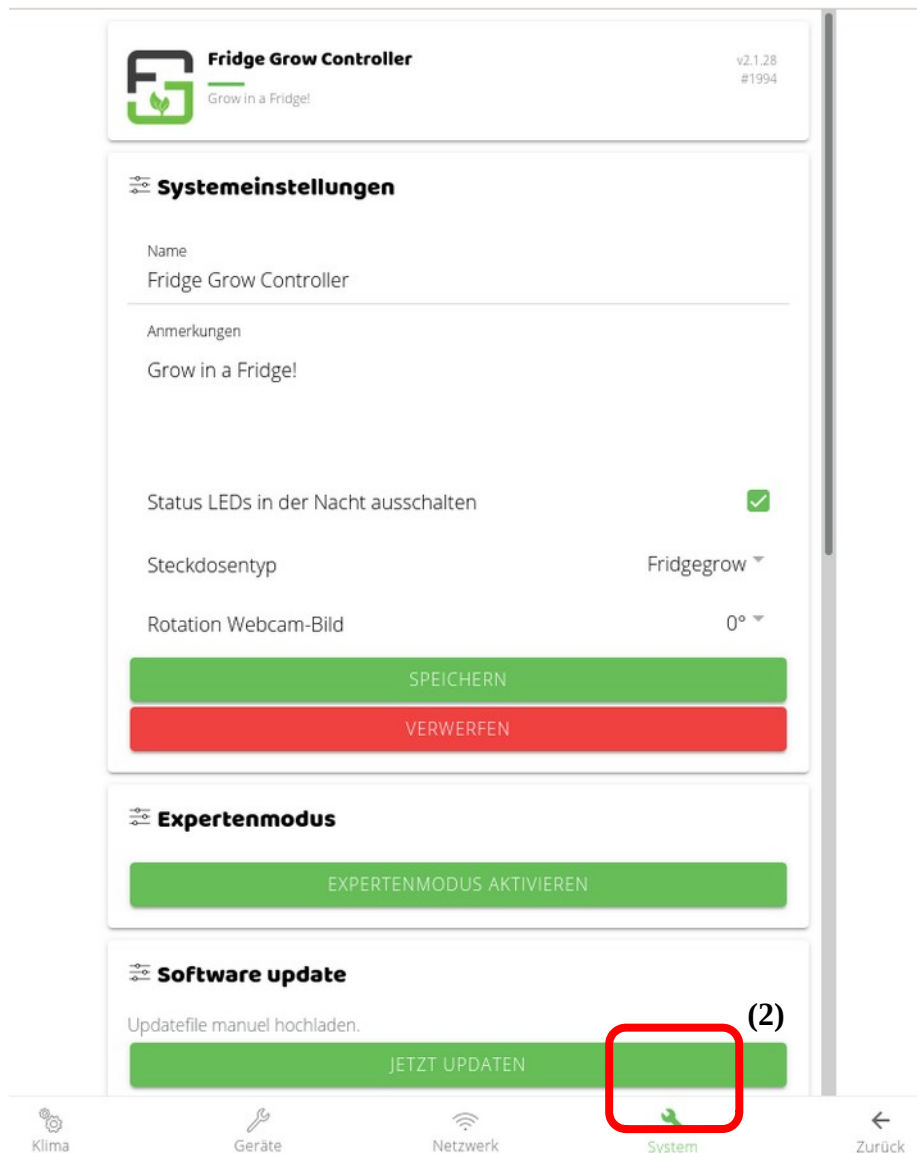 Fridge Grow Controller
Grow in a Fridge!
v2.1.28
#1994
Systemeinstellungen
Name
Fridge Grow Controller
Anmerkungen
Grow in a Fridge!
Status LEDs in der Nacht ausschalten
Steckdosentyp
Fridgegrow
Rotation Webcam-Bild
0°
SPEICHERN
VERWERFEN
Expertenmodus
EXPERTENMODUS AKTIVIEREN
Software update
(2)
Updatefile manuel hochladen.
JETZT UPDATEN
Klima
Geräte
Netzwerk
System
Zurück